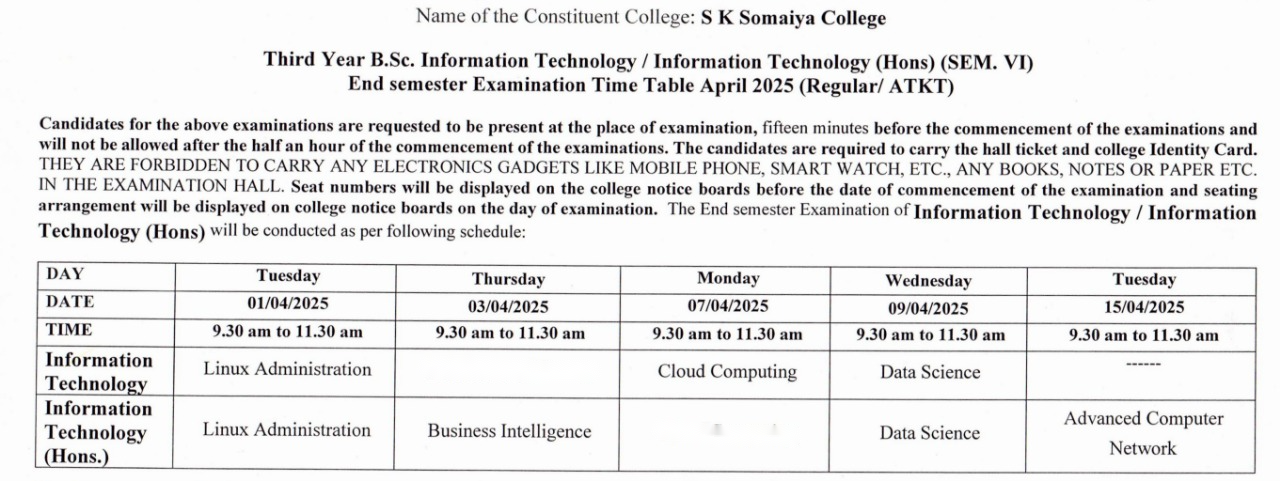 Name of the Constituent College: S K Somaiya College
Third Year B.Sc. Information Technology / Information Technology (Hons) (SEM. VI)
End semester Examination Time Table April 2025 (Regular/ ATKT)
Candidates for the above examinations are requested to be present at the place of examination, fifteen minutes before the commencement of the examinations and
will not be allowed after the half an hour of the commencement of the examinations. The candidates are required to carry the hall ticket and college Identity Card.
THEY ARE FORBIDDEN TO CARRY ANY ELECTRONICS GADGETS LIKE MOBILE PHONE, SMART WATCH, ETC., ANY BOOKS, NOTES OR PAPER ETC.
IN THE EXAMINATION HALL. Seat numbers will be displayed on the college notice boards before the date of commencement of the examination and seating
arrangement will be displayed on college notice boards on the day of examination. The End semester Examination of Information Technology / Information
Technology (Hons) will be conducted as per following schedule:
DAY Tuesday Thursday Monday Wednesday Tuesday
DATE 01/04/2025 03/04/2025 07/04/2025 09/04/2025 15/04/2025
TIME 9.30 am to 11.30 am 9.30 am to 11.30 am 9.30 am to 11.30 am 9.30 am to 11.30 am 9.30 am to 11.30 am
Information
Technology Linux Administration Cloud Computing Data Science ------
Information
Technology
(Hons.) Linux Administration Business Intelligence Data Science Advanced Computer
Network